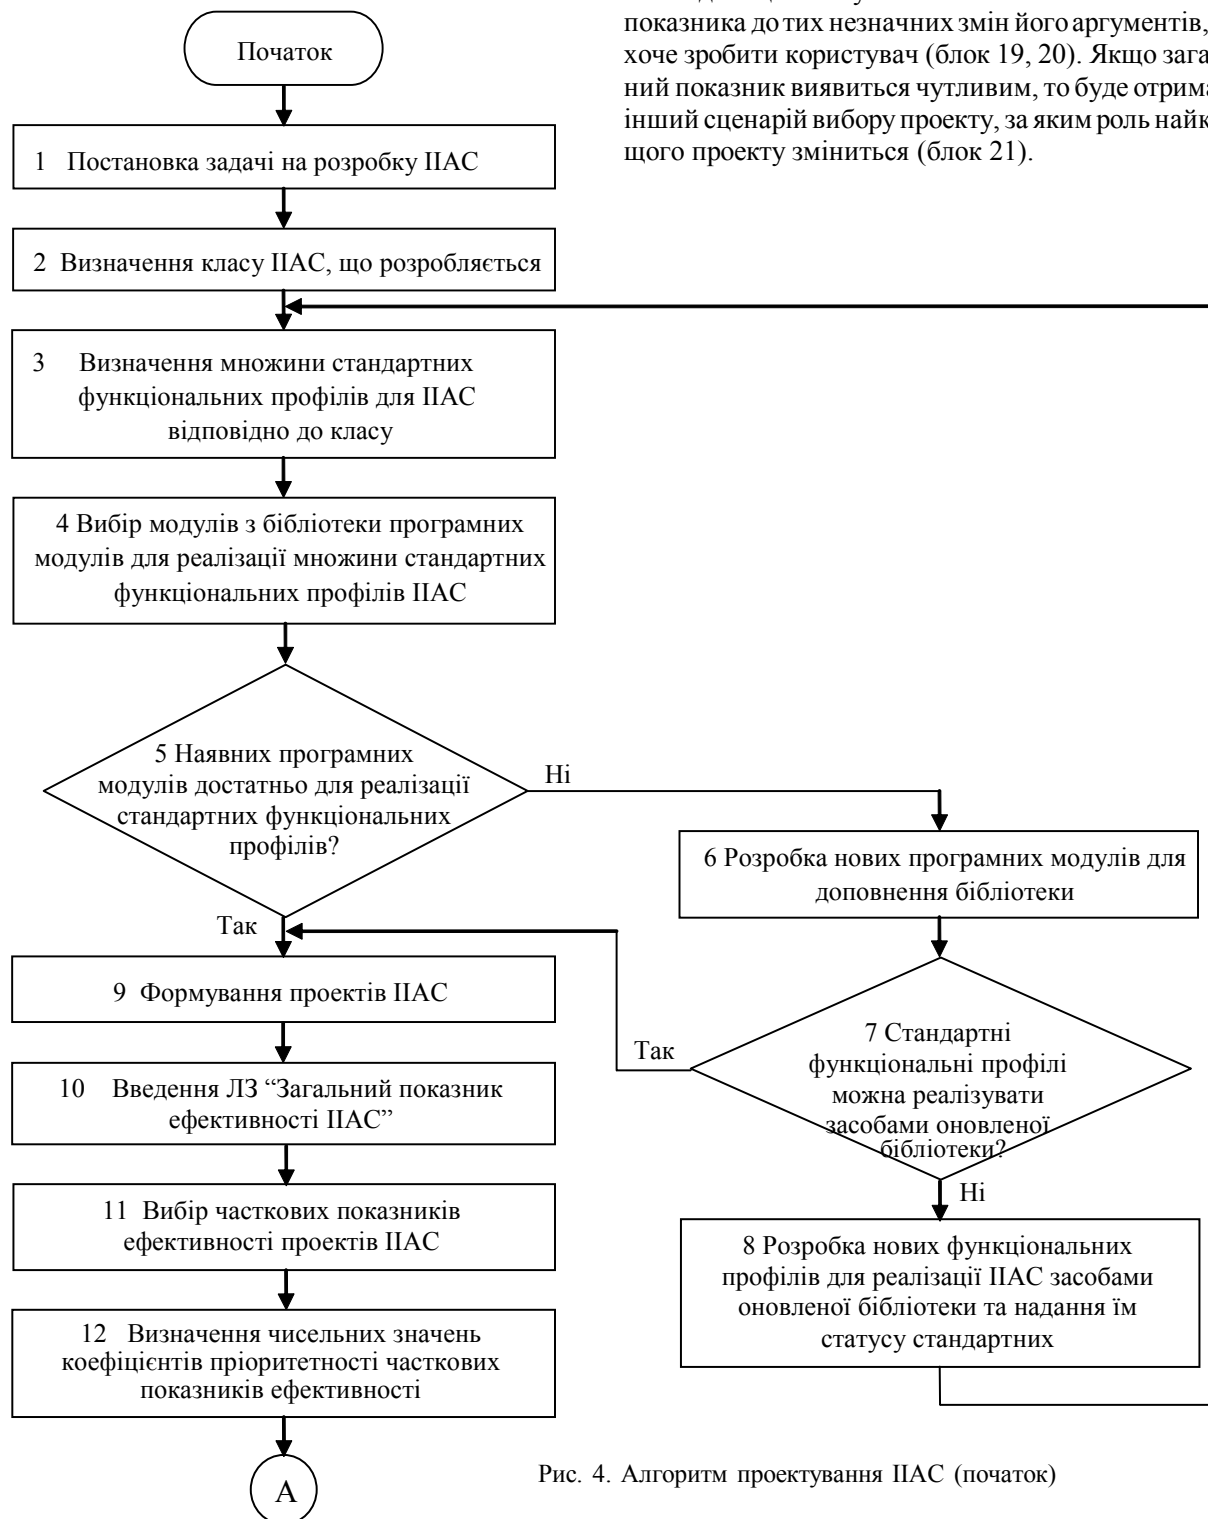 показника до тих незначних змін його аргументів,
хоче зробити користувач (блок 19, 20). Якщо зага
ний показник виявиться чутливим, то буде отрима
інший сценарій вибору проекту, за яким роль найк
щого проекту зміниться (блок 21).
Початок
1 Постановка задачі на розробку ІІАС
2 Визначення класу ІІАС, що розробляється
3 Визначення множини стандартних
функціональних профілів для ІІАС
відповідно до класу
4 Вибір модулів з бібліотеки програмних
модулів для реалізації множини стандартних
функціональних профілів ІІАС
5 Наявних програмних
модулів достатньо для реалізації
стандартних функціональних
профілів?
Ні
Так
6 Розробка нових програмних модулів для
доповнення бібліотеки
7 Стандартні
функціональні профілі
можна реалізувати
засобами оновленої
бібліотеки?
Так
Ні
8 Розробка нових функціональних
профілів для реалізації ІІАС засобами
оновленої бібліотеки та надання їм
статусу стандартних
9 Формування проектів ІІАС
10 Введення ЛЗ “Загальний показник
ефективності ІІАС”
11 Вибір часткових показників
ефективності проектів ІІАС
12 Визначення чисельних значень
коефіцієнтів пріоритетності часткових
показників ефективності
А
Рис. 4. Алгоритм проектування ІІАС (початок)